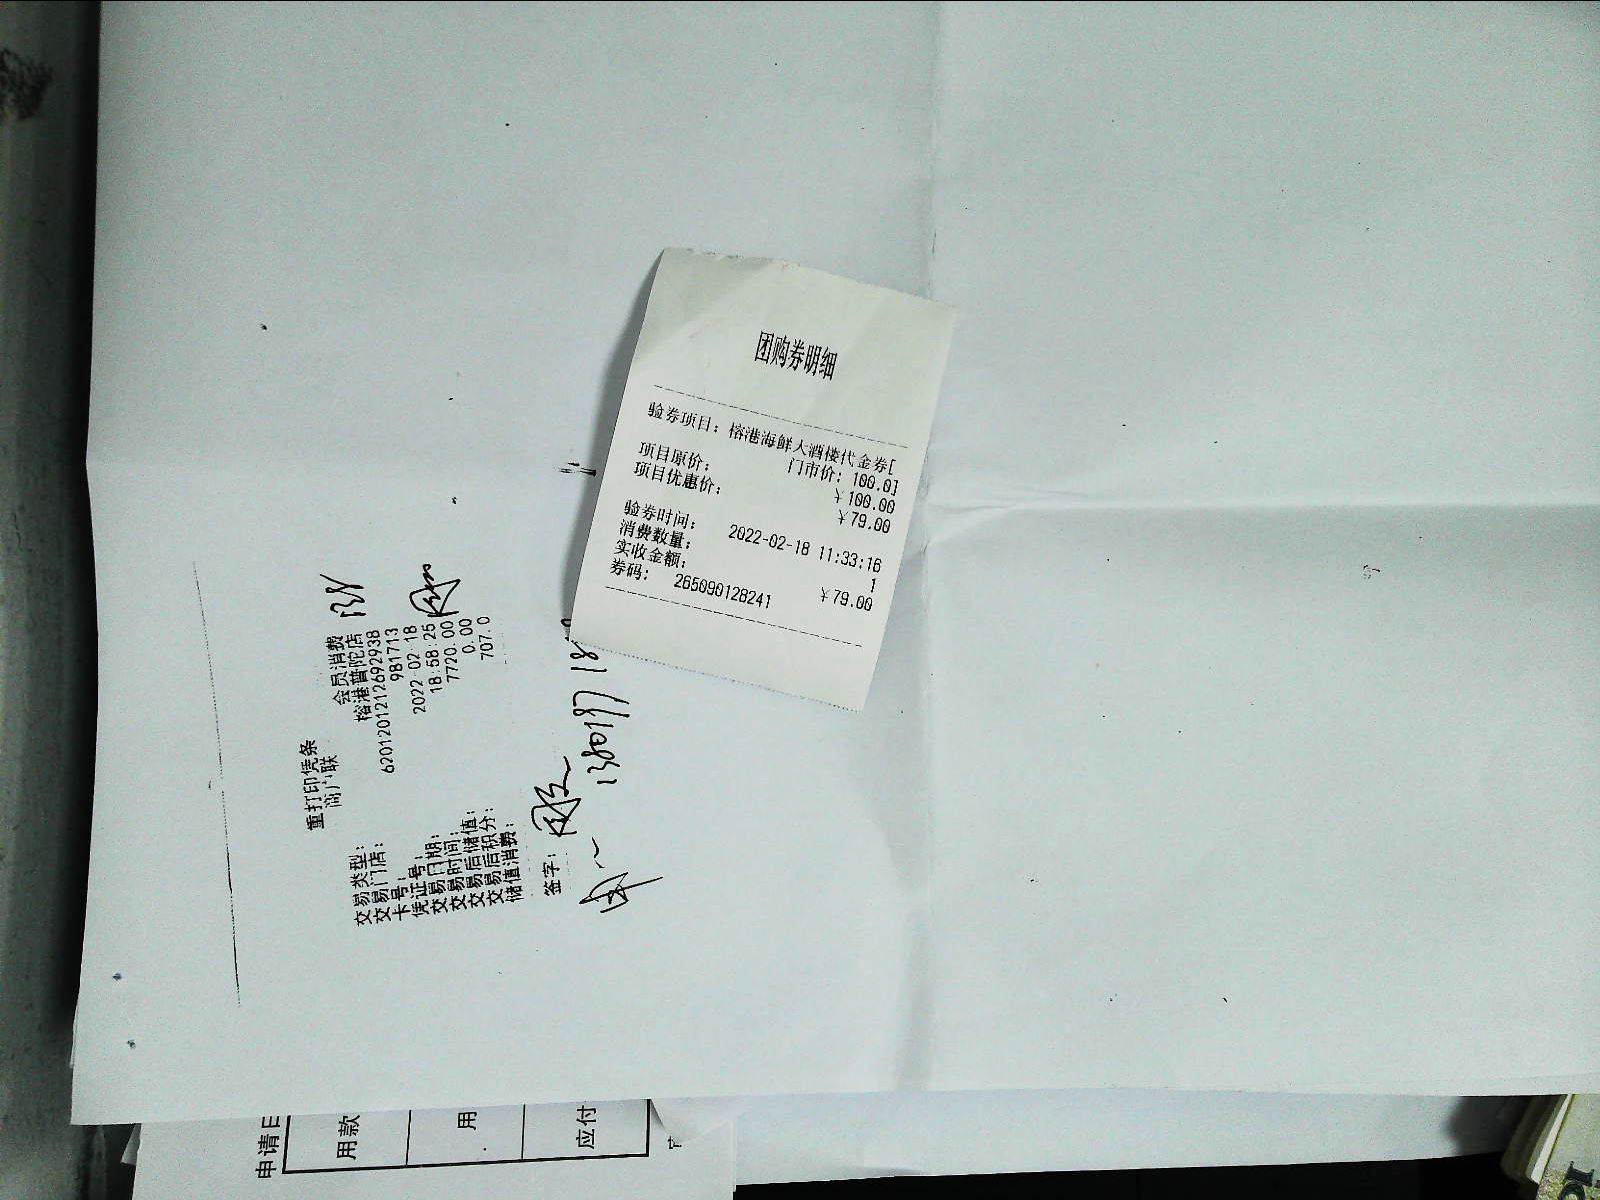 团购券明细
验券项目：榕港海鲜大酒楼代金券[
门市价：100.0]
项目原价： ￥100.00
项目优惠价： ￥79.00
验券时间： 2022-02-18 11:33:16
消费数量： 1
实收金额： ￥79.00
券码： 265090128241
重打印凭条
商户联
交易类型： 会员消费
交易门店： 榕港普陀店
卡号： 6201201212692938
凭证号： 981713
交易日期： 2022-02-18
交易时间： 18:58:25
交易后储值： 7720.00
交易后积分： 0.00
储值消费： 707.0
签字：
138
1380197 18
申请日
用款
用
应付